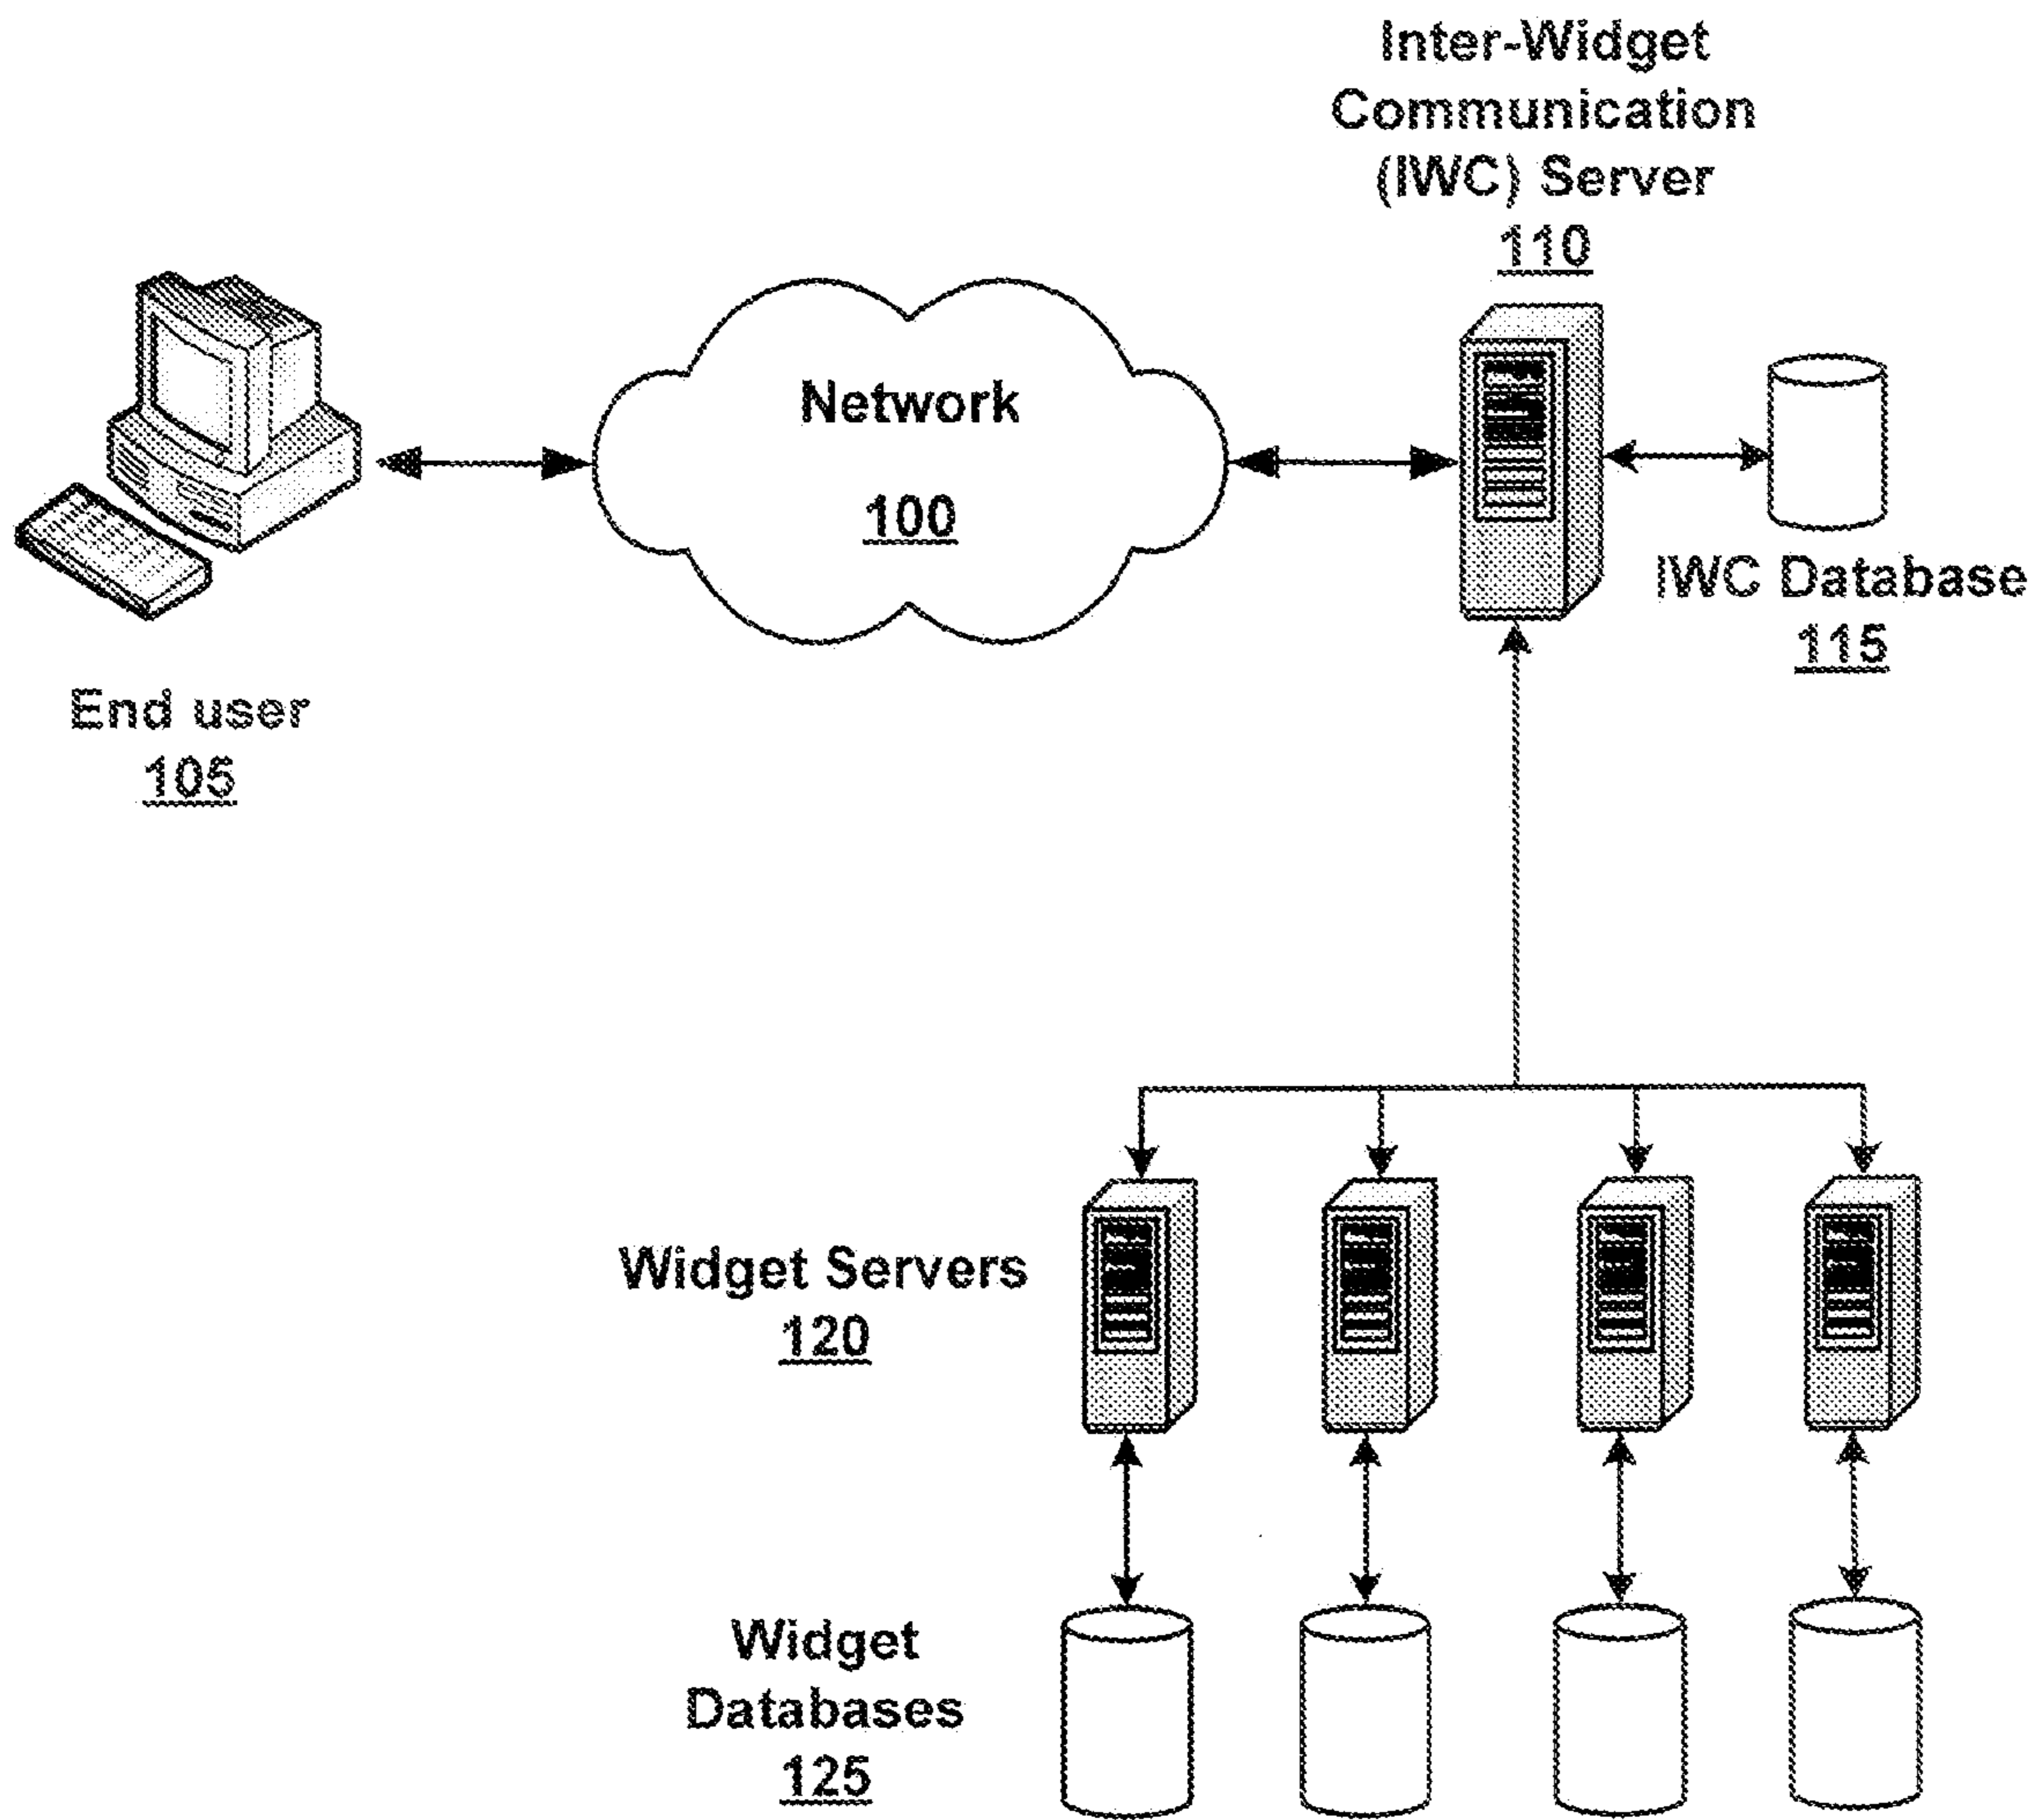 Inter-Widget
Communication
(IWC) Server
110
Network
100
IWC Database
115
End user
105
Widget Servers
120
Widget
Databases
125